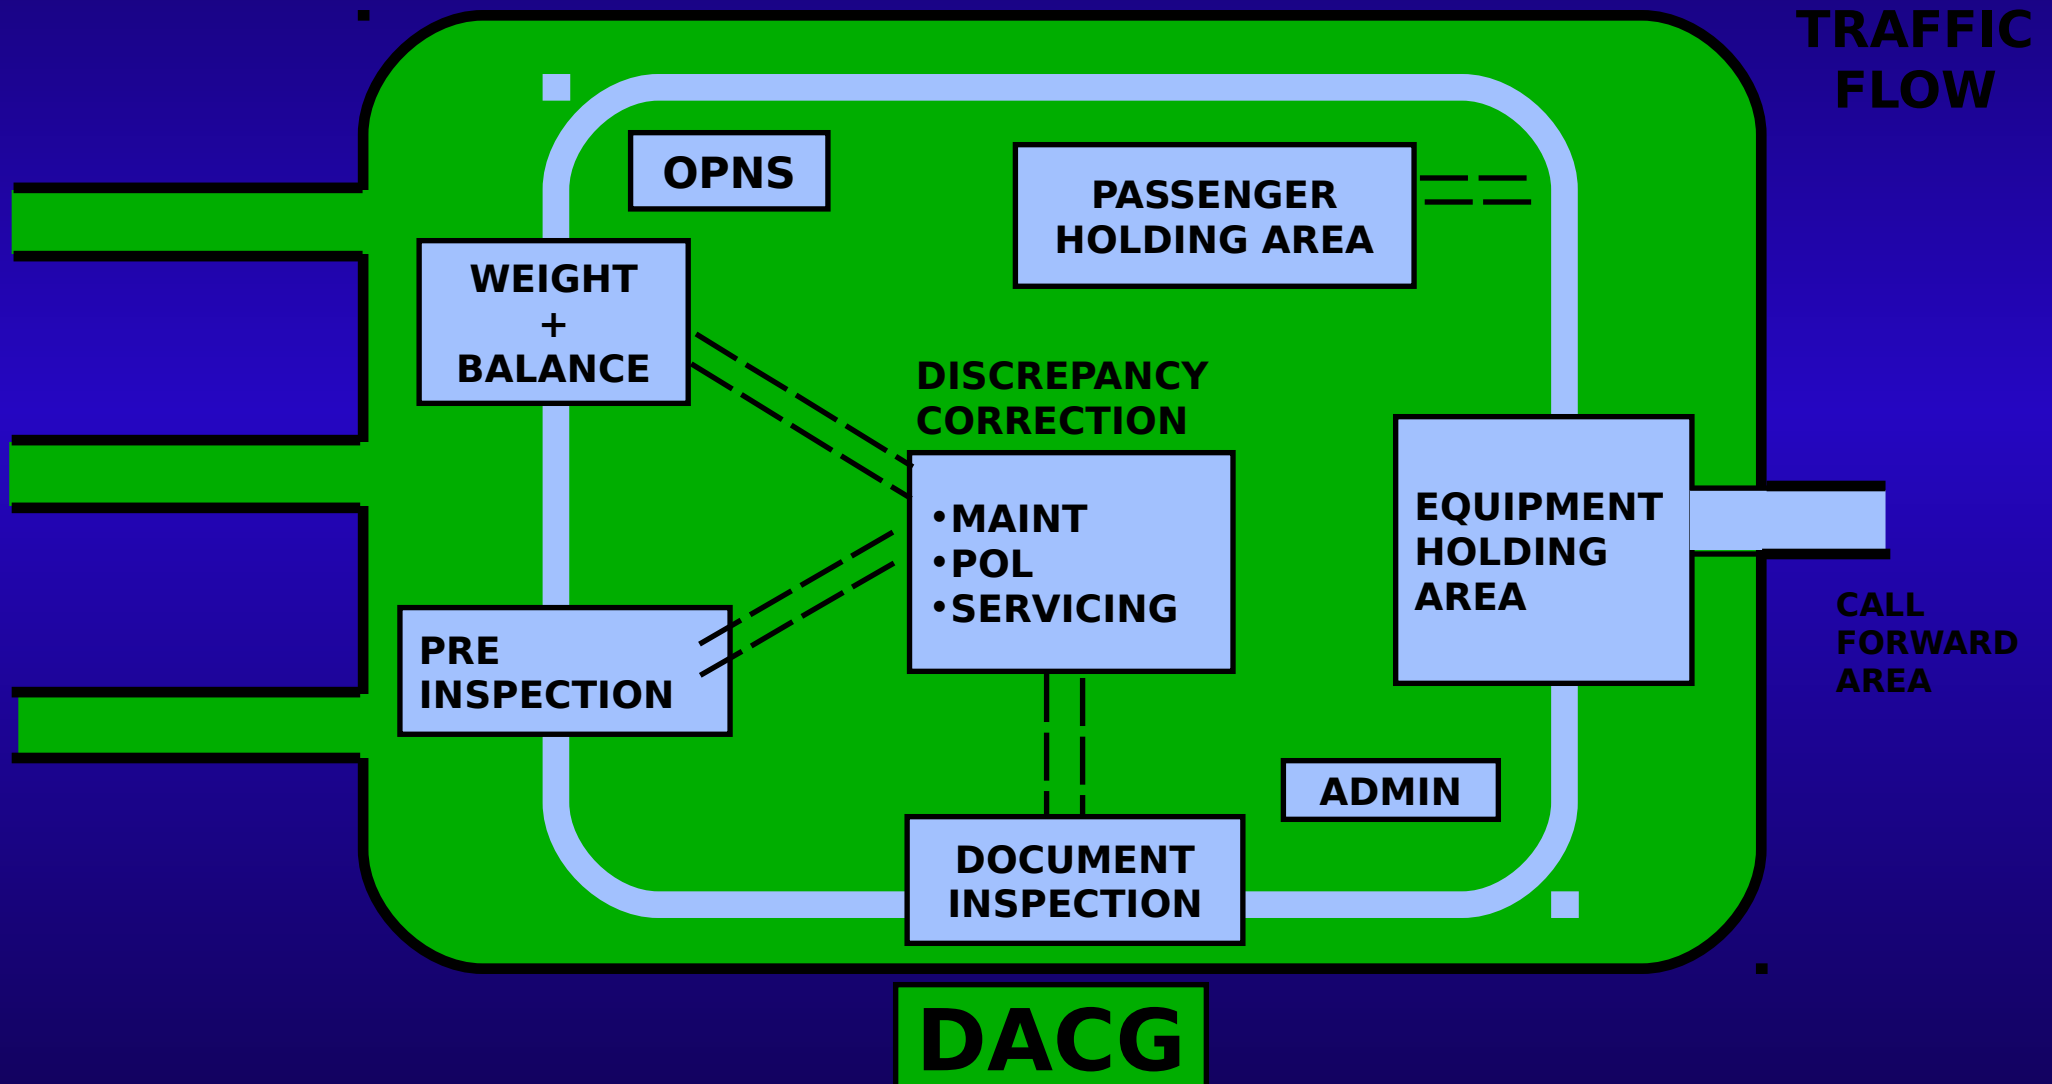 TRAFFIC
FLOW
OPNS
PASSENGER
HOLDING AREA
WEIGHT
+
BALANCE
DISCREPANCY
CORRECTION
•MAINT
•POL
•SERVICING
EQUIPMENT
HOLDING
AREA
CALL
FORWARD
AREA
PRE
INSPECTION
ADMIN
DOCUMENT
INSPECTION
DACG